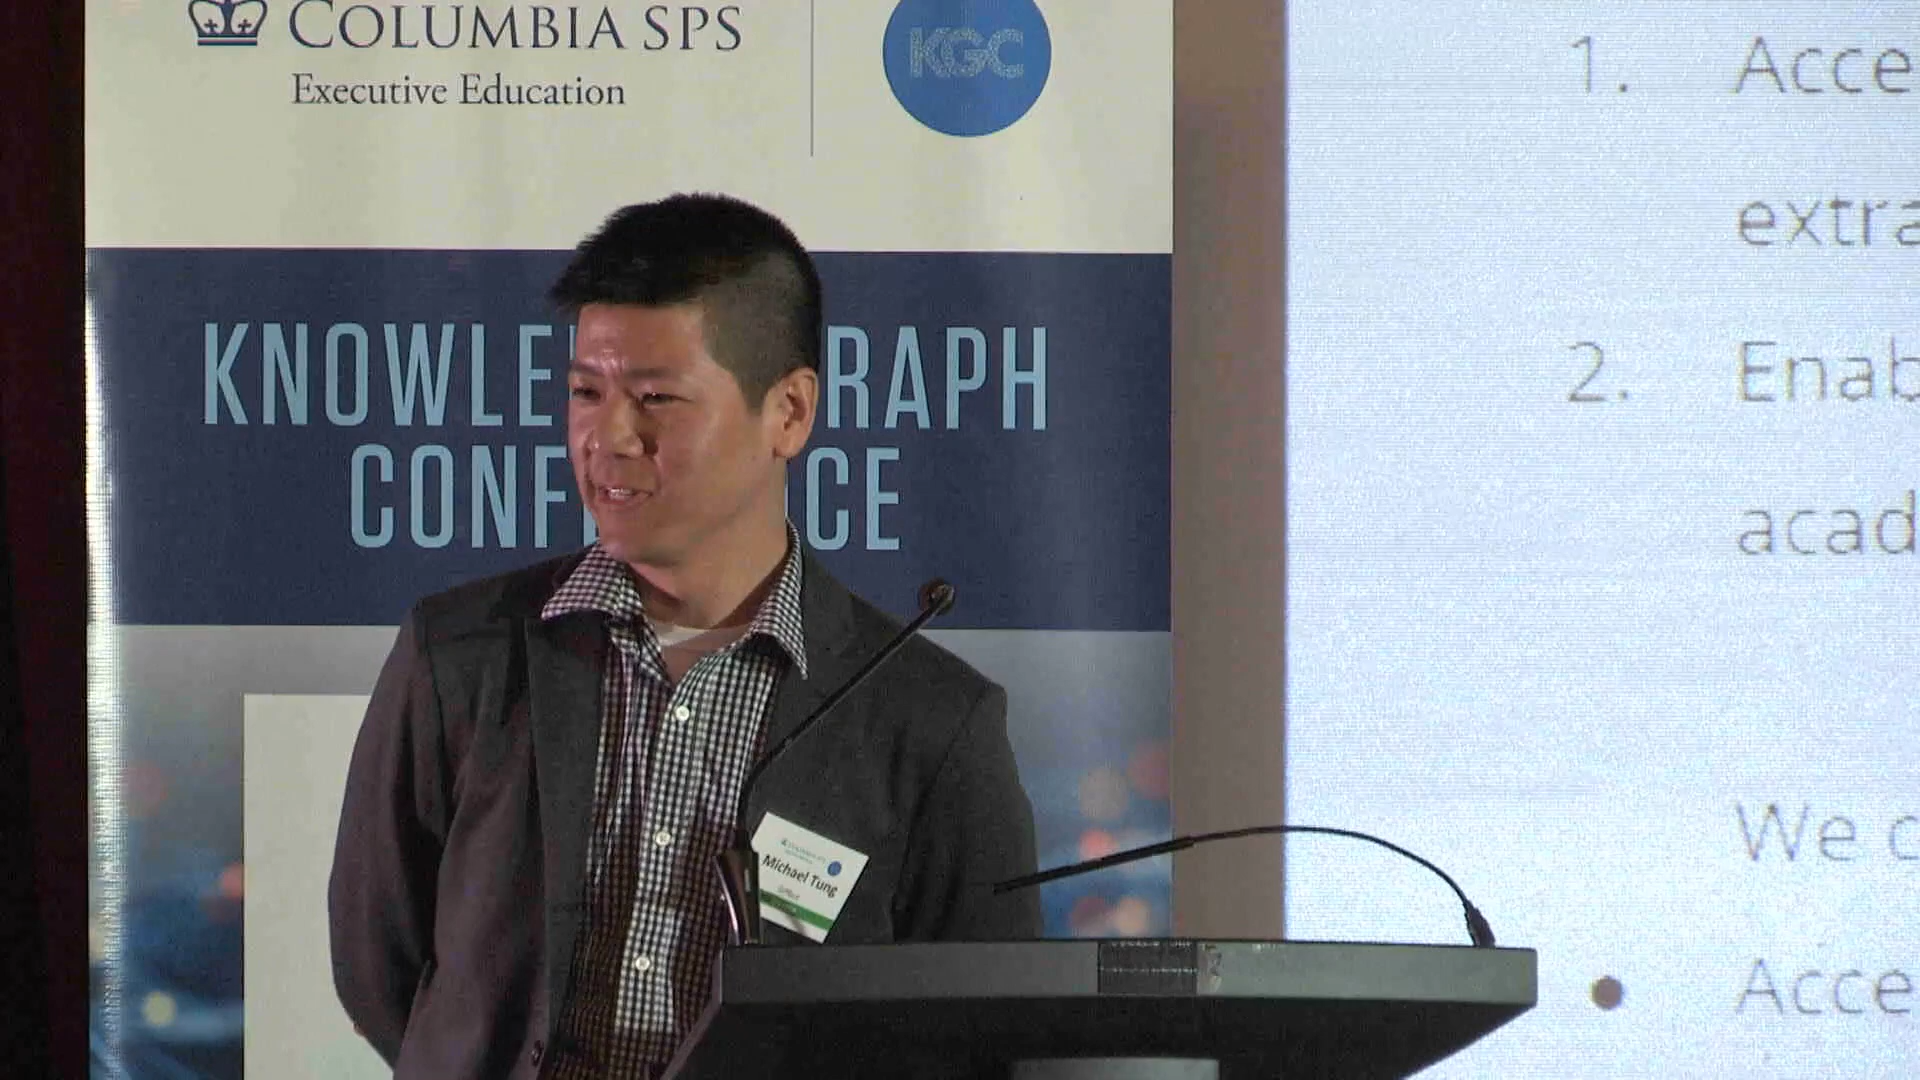 COLUMBIA SPS
Executive Education
KGC
KNOWLE RAPH
CONF CE
Michael Tung
1. Acce
extra
2. Enab
acad
We c
• Acce